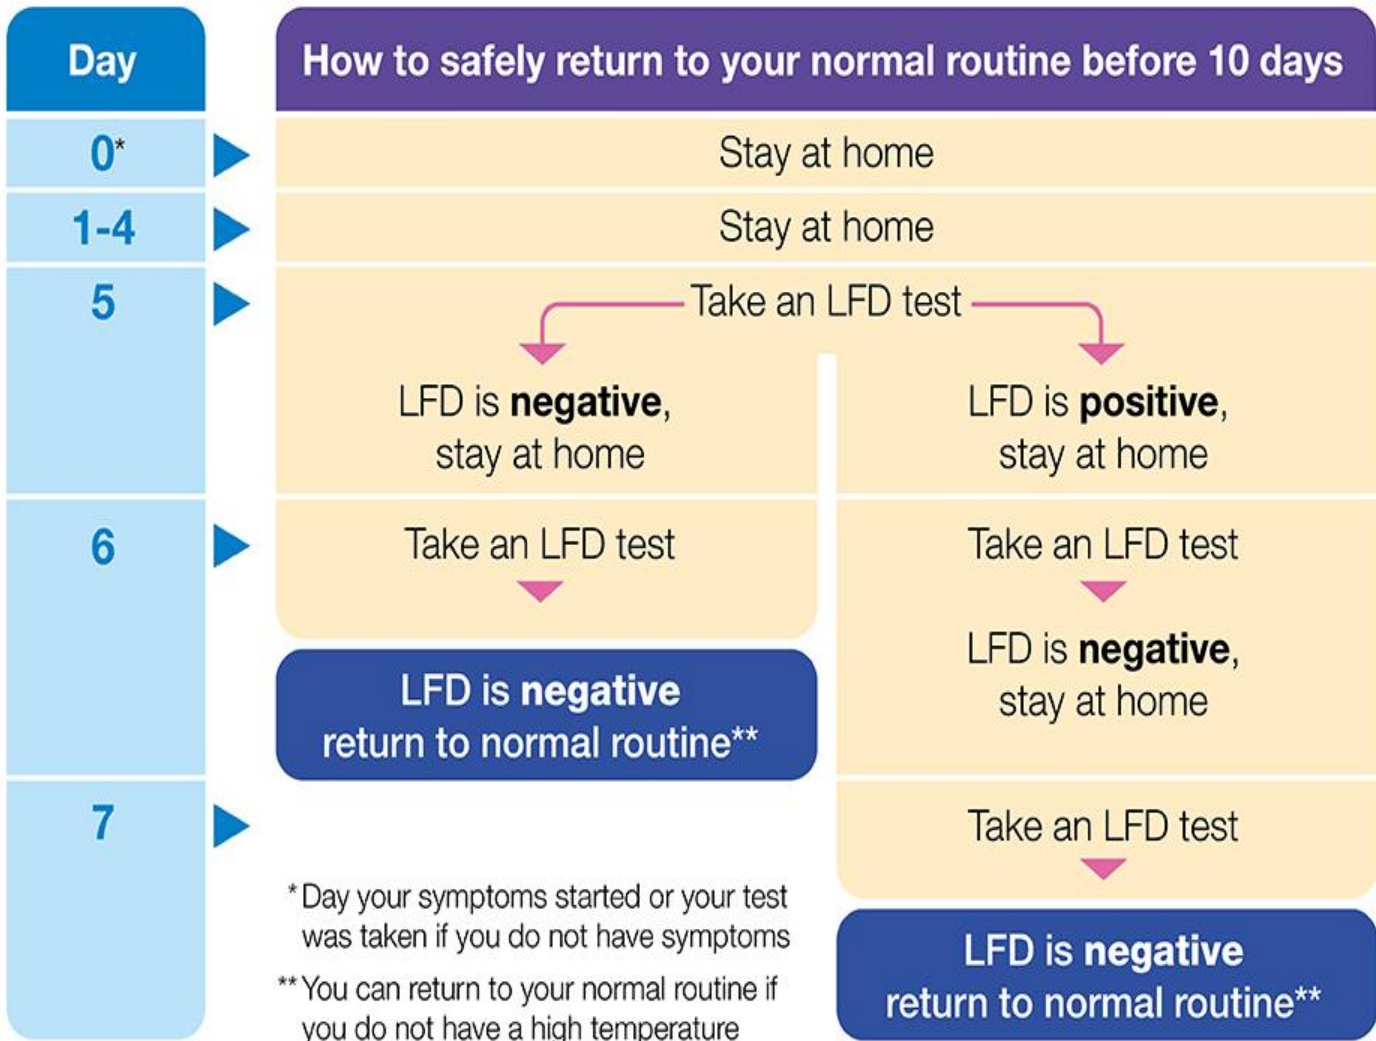 Day
How to safely return to your normal routine before 10 days
0*
Stay at home
1-4
Stay at home
5
Take an LFD test
LFD is negative,
stay at home
LFD is positive,
stay at home
6
Take an LFD test
LFD is negative
return to normal routine**
Take an LFD test
LFD is negative,
stay at home
7
Take an LFD test
LFD is negative
return to normal routine**
* Day your symptoms started or your test
was taken if you do not have symptoms
** You can return to your normal routine if
you do not have a high temperature